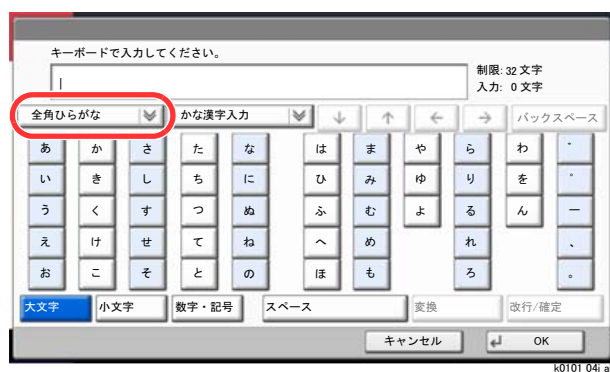 キーボードで入力してください。
制限: 32 文字
入力: 0 文字
全角ひらがな かな漢字入力 ↓ ↑ ← → バックスペース
あ か さ た な は ま や ら わ ゛
い き し ち に ひ み ゆ り を ゜
う く す つ ぬ ふ む よ る ん ー
え け せ て ね へ め れ 、
お こ そ と の ほ も ろ 。
大文字 小文字 数字・記号 スペース 変換 改行/確定
キャンセル OK
k0101 04i a